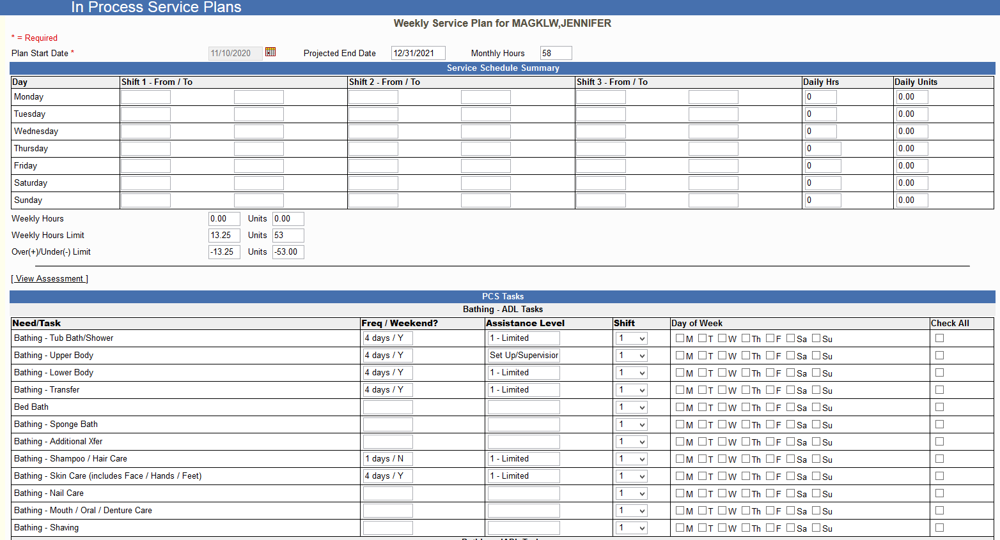 In Process Service Plans
Weekly Service Plan for MAGKLW,JENNIFER
* = Required
Plan Start Date * 11/10/2020 Projected End Date 12/31/2021 Monthly Hours 58
Service Schedule Summary
Day Shift 1 - From / To Shift 2 - From / To Shift 3 - From / To Daily Hrs Daily Units
Monday 0 0.00
Tuesday 0 0.00
Wednesday 0 0.00
Thursday 0 0.00
Friday 0 0.00
Saturday 0 0.00
Sunday 0 0.00
Weekly Hours 0.00 Units 0.00
Weekly Hours Limit 13.25 Units 53
Over(+)/Under(-) Limit -13.25 Units -53.00
[ View Assessment ]
PCS Tasks
Bathing - ADL Tasks
Need/Task Freq / Weekend? Assistance Level Shift Day of Week Check All
Bathing - Tub Bath/Shower 4 days / Y 1 - Limited 1 M T W Th F Sa Su
Bathing - Upper Body 4 days / Y Set Up/Supervision 1 M T W Th F Sa Su
Bathing - Lower Body 4 days / Y 1 - Limited 1 M T W Th F Sa Su
Bathing - Transfer 4 days / Y 1 - Limited 1 M T W Th F Sa Su
Bed Bath 1 M T W Th F Sa Su
Bathing - Sponge Bath 1 M T W Th F Sa Su
Bathing - Additional Xfer 1 M T W Th F Sa Su
Bathing - Shampoo / Hair Care 1 days / N 1 - Limited 1 M T W Th F Sa Su
Bathing - Skin Care (includes Face / Hands / Feet) 4 days / Y 1 - Limited 1 M T W Th F Sa Su
Bathing - Nail Care 1 M T W Th F Sa Su
Bathing - Mouth / Oral / Denture Care 1 M T W Th F Sa Su
Bathing - Shaving 1 M T W Th F Sa Su